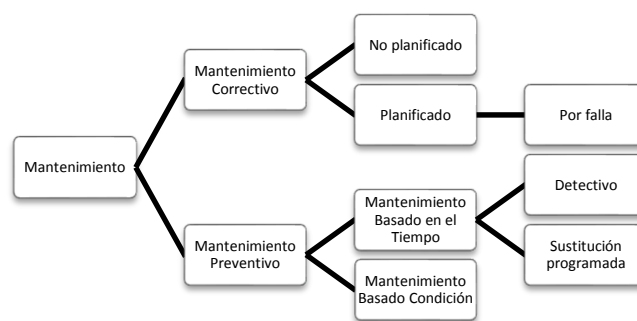 Mantenimiento
Mantenimiento
Correctivo
No planificado
Planificado
Por falla
Mantenimiento
Preventivo
Mantenimiento
Basado en el
Tiempo
Detectivo
Sustitución
programada
Mantenimiento
Basado Condición